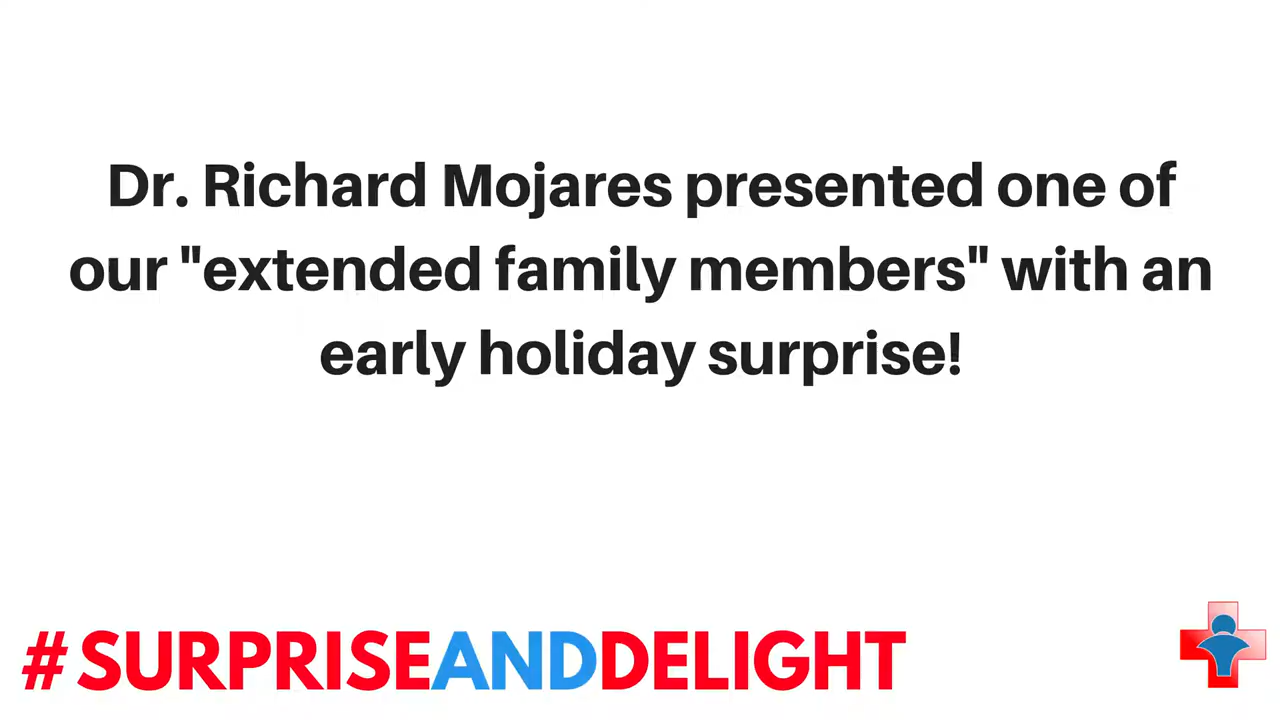 Dr. Richard Mojares presented one of
our "extended family members" with an
early holiday surprise!
#SURPRISEANDDELIGHT